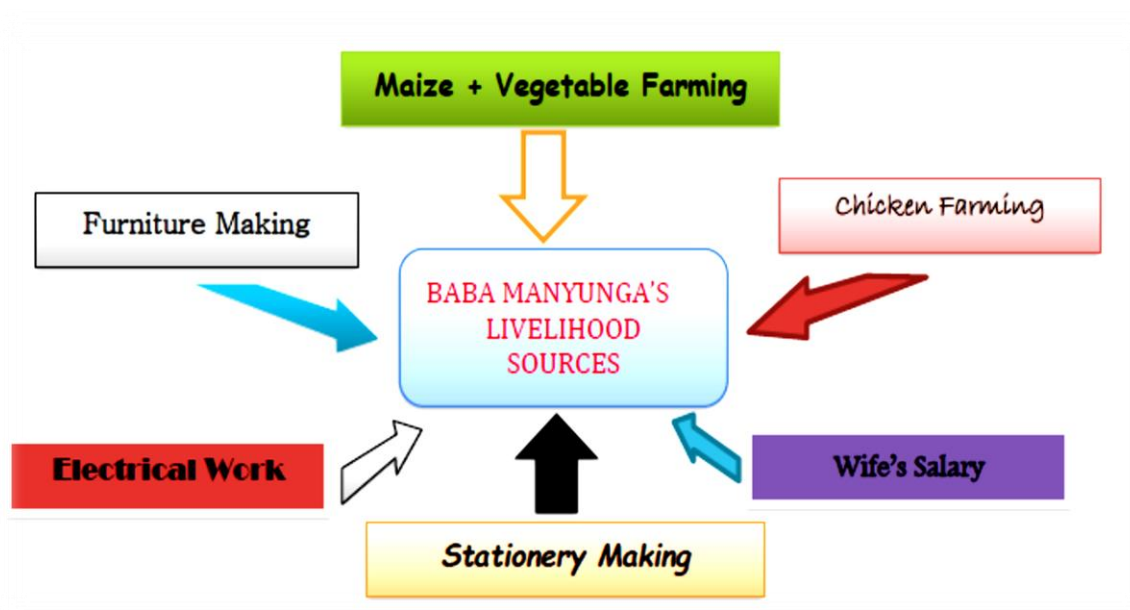 Maize + Vegetable Farming
Furniture Making
Chicken Farming
BABA MANYUNGA'S
LIVELIHOOD
SOURCES
Electrical Work
Wife's Salary
Stationery Making